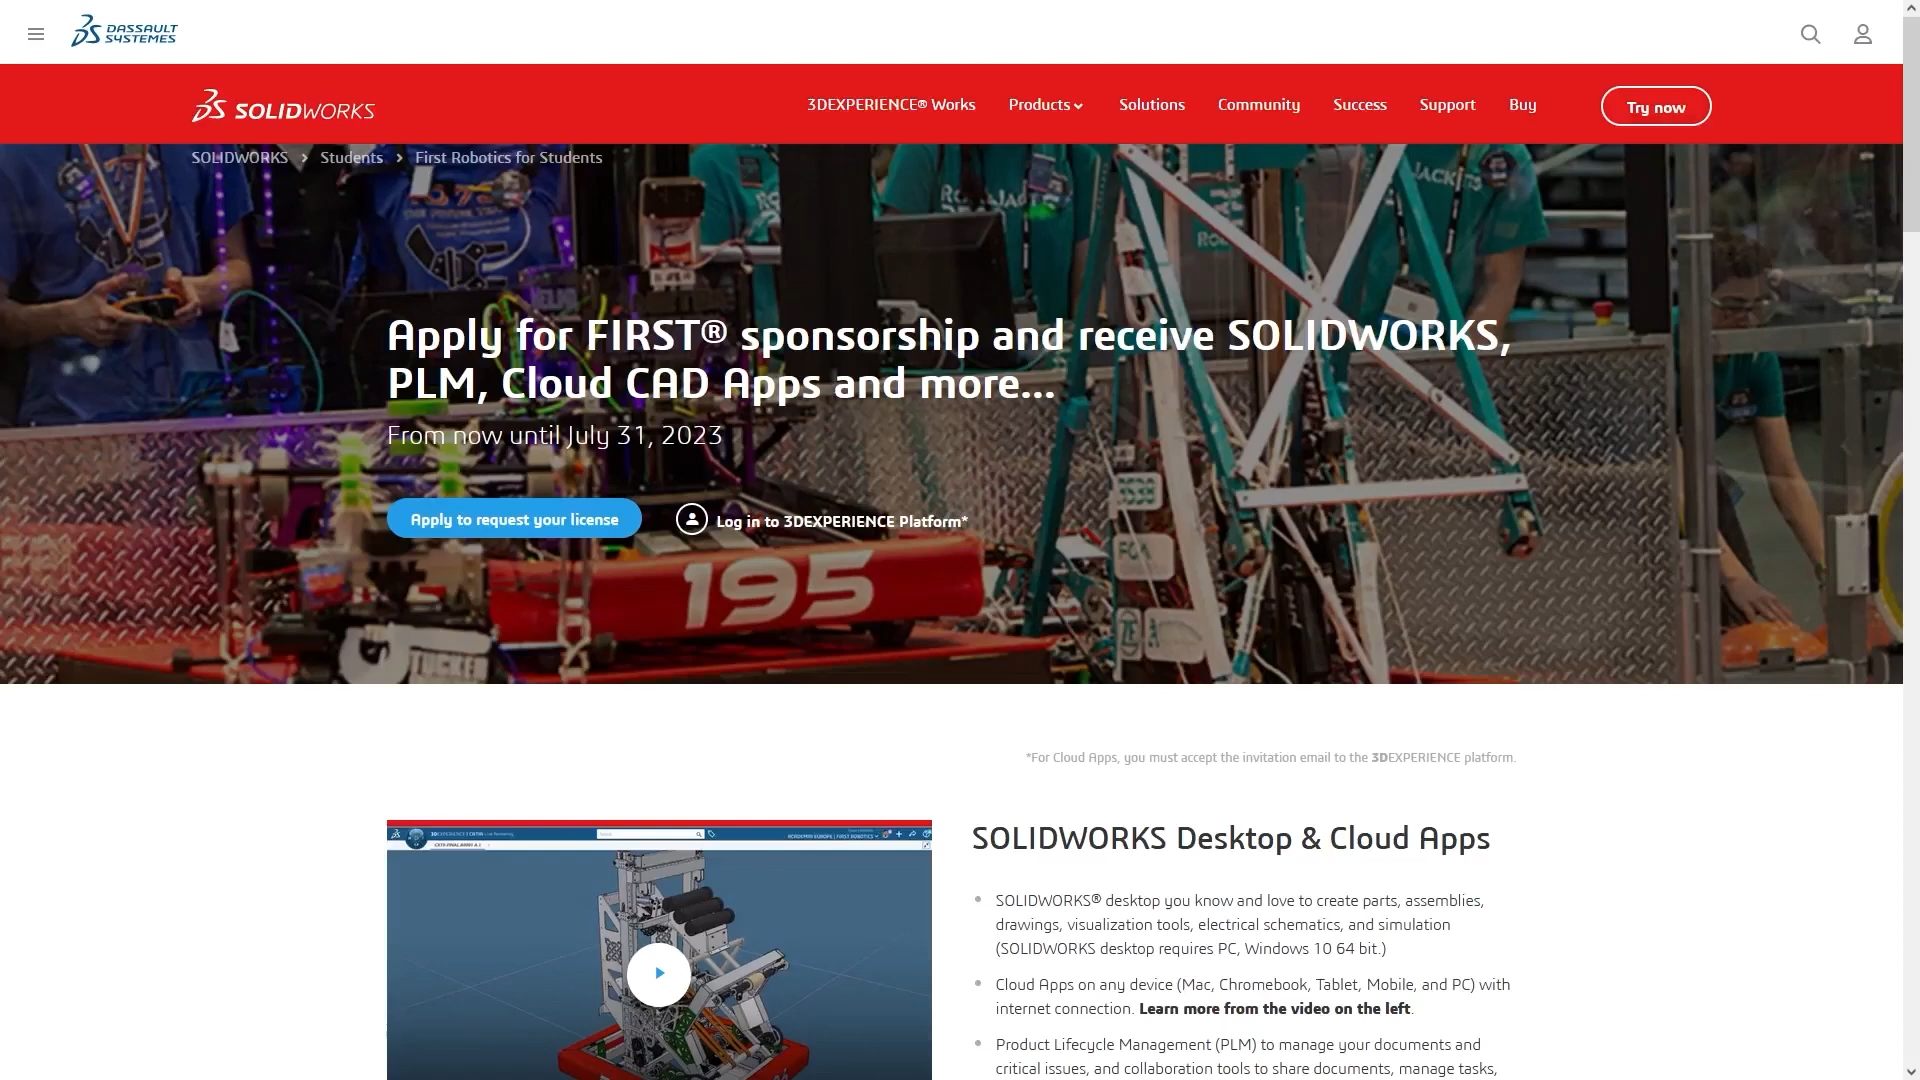 DASSAULT
SYSTEMES
SOLIDWORKS
3DEXPERIENCE® Works
Products
Solutions
Community
Success
Support
Buy
Try now
SOLIDWORKS > Students > First Robotics for Students
Apply for FIRST® sponsorship and receive SOLIDWORKS,
PLM, Cloud CAD Apps and more...
From now until July 31, 2023
Apply to request your license
Log in to 3DEXPERIENCE Platform*
195
TUCKER
*For Cloud Apps, you must accept the invitation email to the 3DEXPERIENCE platform.
SOLIDWORKS Desktop & Cloud Apps
SOLIDWORKS® desktop you know and love to create parts, assemblies,
drawings, visualization tools, electrical schematics, and simulation
(SOLIDWORKS desktop requires PC, Windows 10 64 bit.)
Cloud Apps on any device (Mac, Chromebook, Tablet, Mobile, and PC) with
internet connection. Learn more from the video on the left.
Product Lifecycle Management (PLM) to manage your documents and
critical issues, and collaboration tools to share documents, manage tasks,